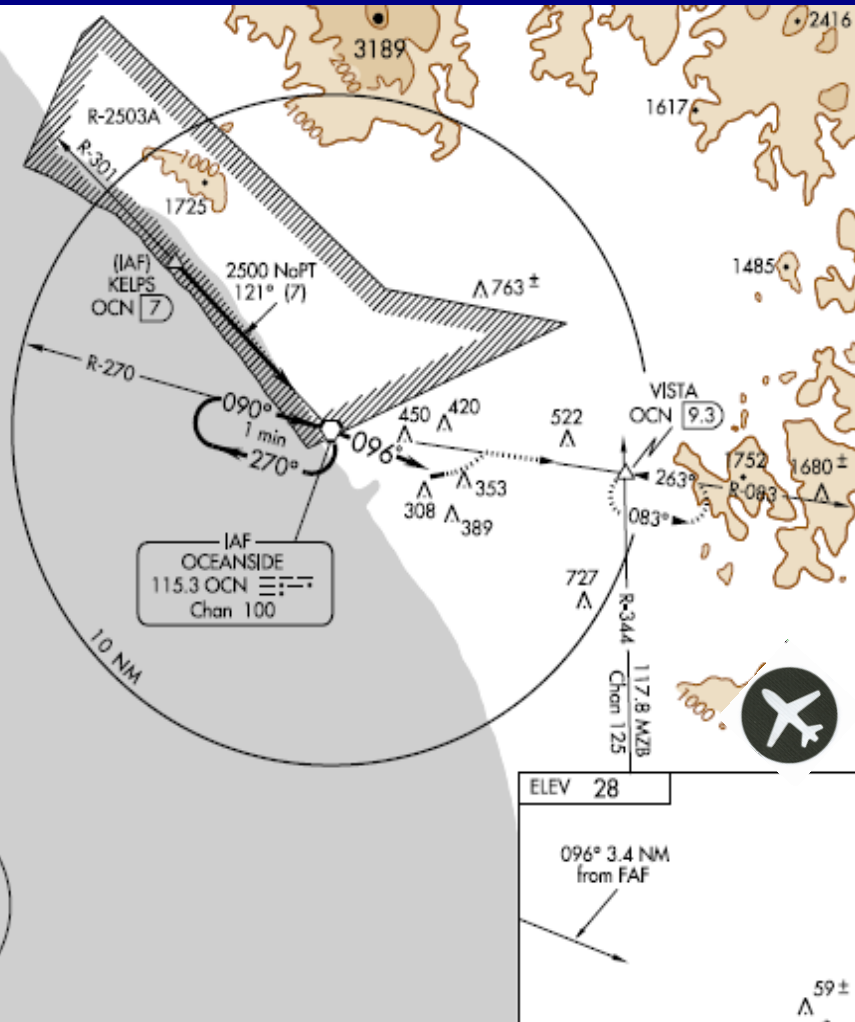 2416
3189
2000
1000
1617
R-2503A
R-301
1000
1725
(IAF)
KELPS
OCN 7
2500 NoPT
121° (7)
763 ±
1485
R-270
VISTA
OCN 9.3
090°
1 min
270°
096°
450
420
522
353
308
389
263°
1752
1680 ±
R-083
083°
IAF
OCEANSIDE
115.3 OCN
Chan 100
727
R-344
117.8 MZB
Chan 125
10 NM
1000
ELEV 28
096° 3.4 NM
from FAF
59 ±